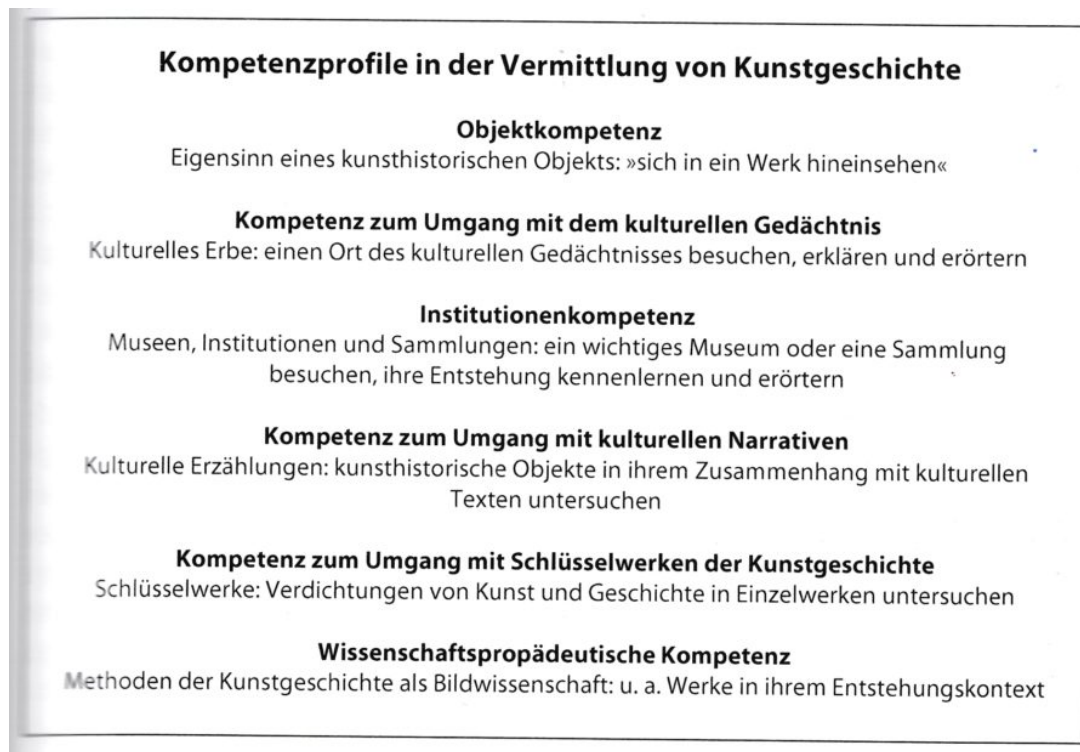 Kompetenzprofile in der Vermittlung von Kunstgeschichte
Objektkompetenz
Eigensinn eines kunsthistorischen Objekts: »sich in ein Werk hineinsehen«
Kompetenz zum Umgang mit dem kulturellen Gedächtnis
Kulturelles Erbe: einen Ort des kulturellen Gedächtnisses besuchen, erklären und erörtern
Institutionenkompetenz
Museen, Institutionen und Sammlungen: ein wichtiges Museum oder eine Sammlung
besuchen, ihre Entstehung kennenlernen und erörtern
Kompetenz zum Umgang mit kulturellen Narrativen
Kulturelle Erzählungen: kunsthistorische Objekte in ihrem Zusammenhang mit kulturellen
Texten untersuchen
Kompetenz zum Umgang mit Schlüsselwerken der Kunstgeschichte
Schlüsselwerke: Verdichtungen von Kunst und Geschichte in Einzelwerken untersuchen
Wissenschaftspropädeutische Kompetenz
Methoden der Kunstgeschichte als Bildwissenschaft: u. a. Werke in ihrem Entstehungskontext